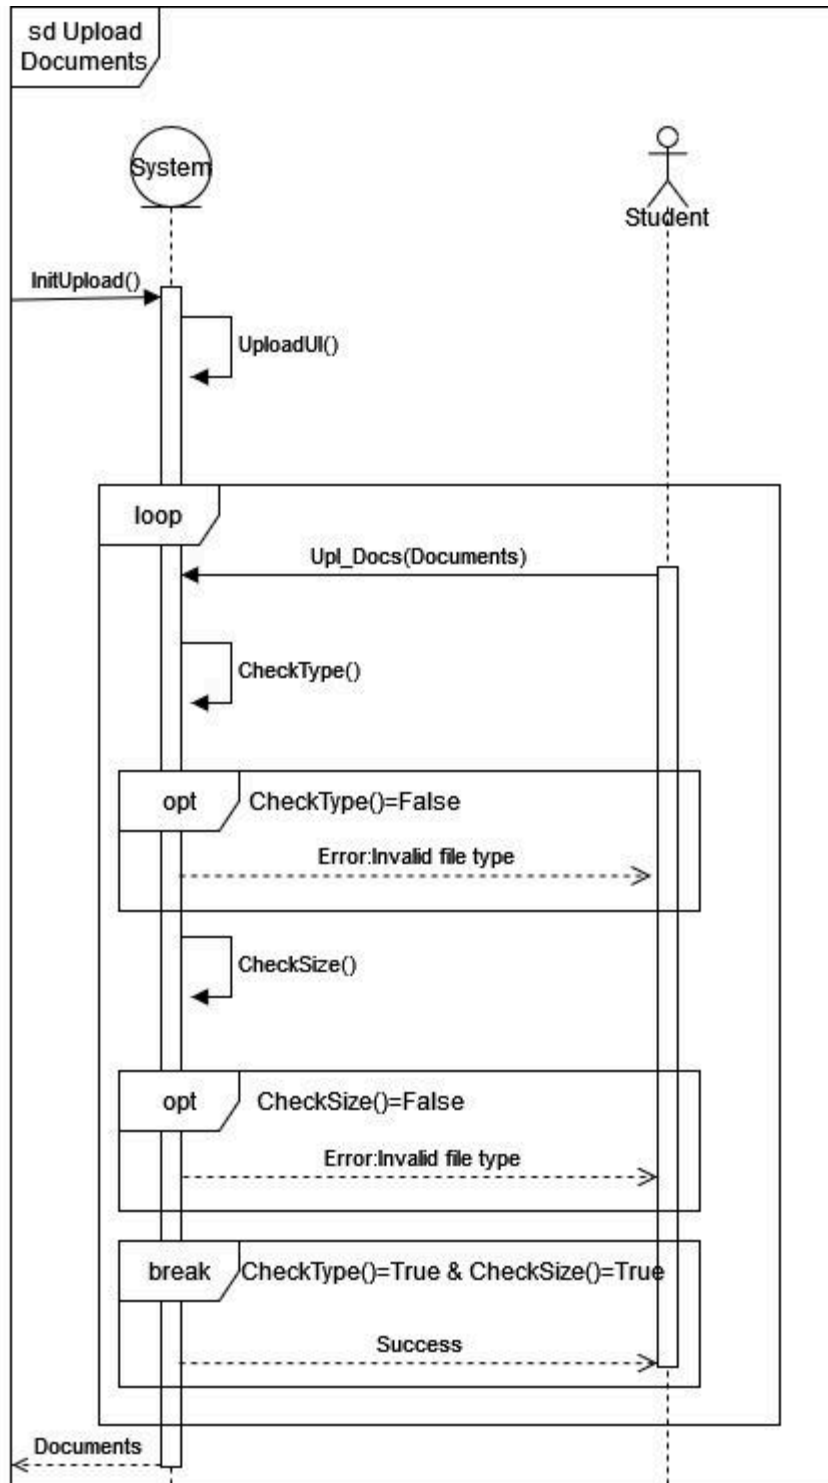 sd Upload
Documents
System
Student
InitUpload()
UploadUI()
loop
Upl_Docs(Documents)
CheckType()
opt
CheckType()=False
Error:Invalid file type
CheckSize()
opt
CheckSize()=False
Error:Invalid file type
break
CheckType()=True & CheckSize()=True
Success
Documents